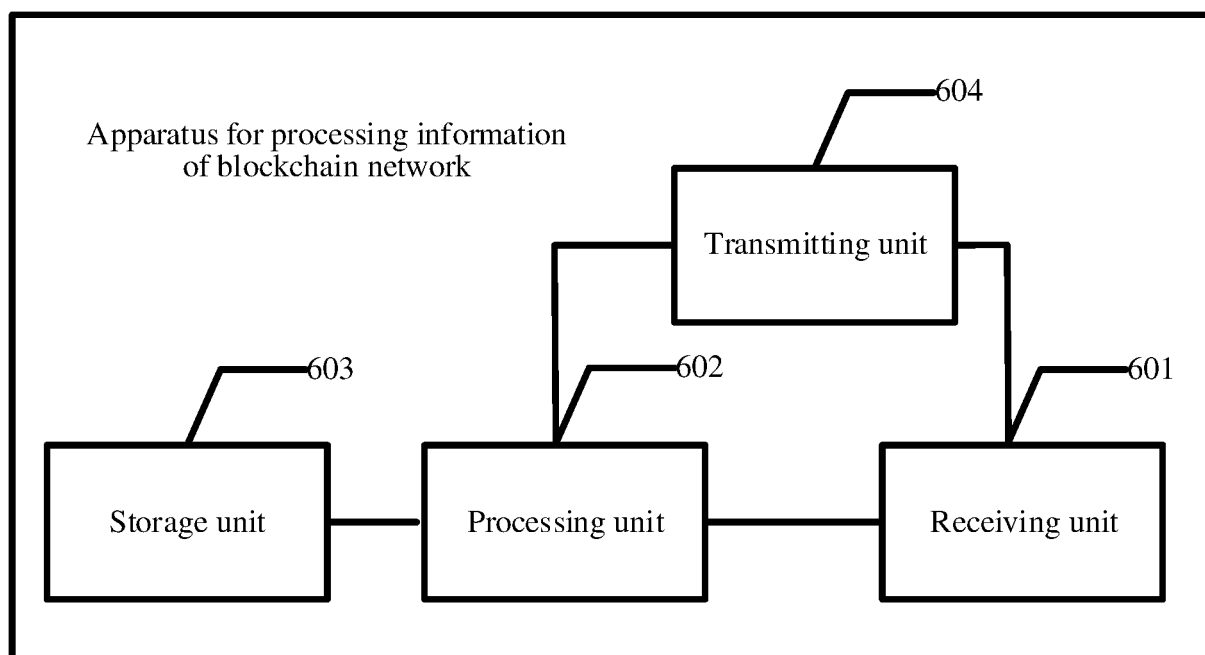 604
Apparatus for processing information
of blockchain network
Transmitting unit
603
602
601
Storage unit
Processing unit
Receiving unit